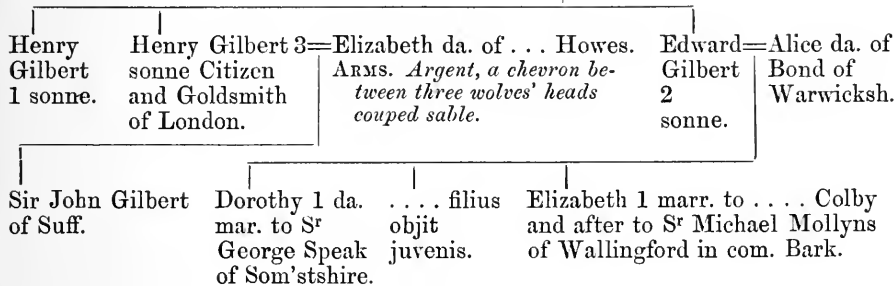 Henry
Gilbert
1 sonne.
Henry Gilbert 3=Elizabeth da. of . . . Howes.
sonne Citizen
and Goldsmith
of London.
ARMS. Argent, a chevron be-
tween three wolves' heads
couped sable.
Edward=Alice da. of
Gilbert
2
sonne.
Bond of
Warwicksh.
Sir John Gilbert
of Suff.
Dorothy 1 da.
mar. to Sʳ
George Speak
of Som'stshire.
. . . . filius
objit
juvenis.
Elizabeth 1 marr. to . . . . Colby
and after to Sʳ Michael Mollyns
of Wallingford in com. Bark.